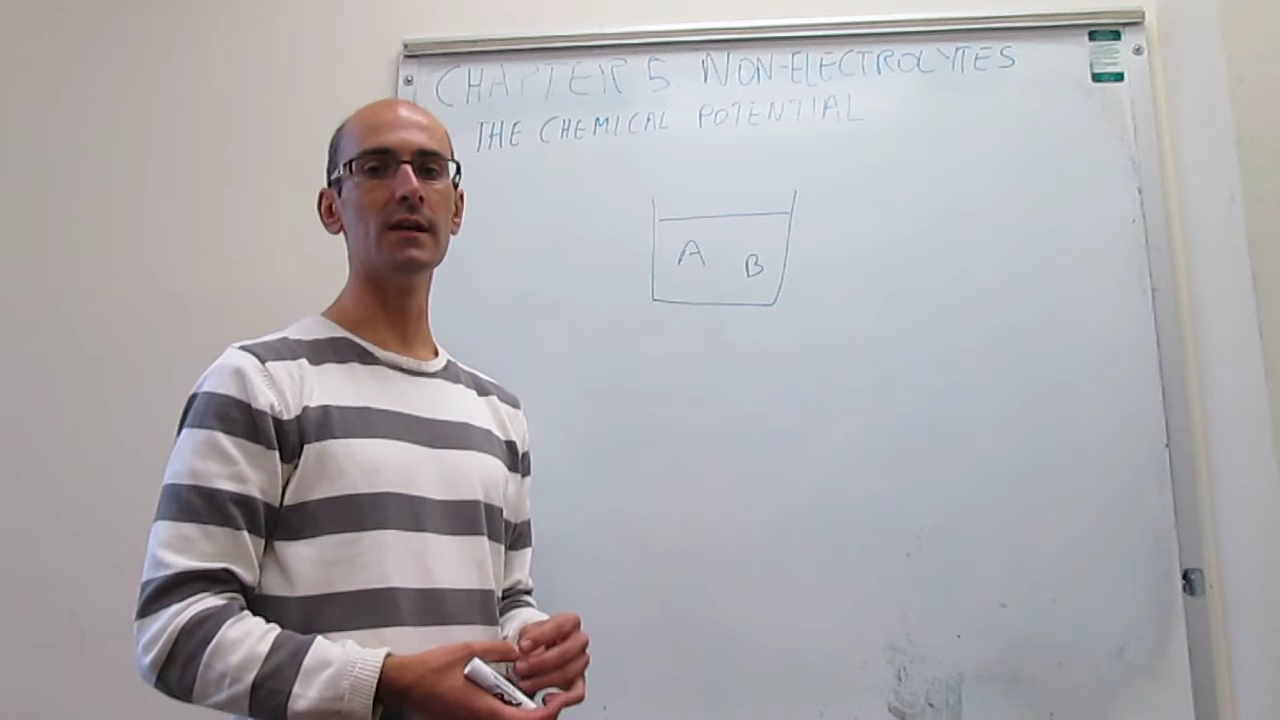 CHAPTER 5 NON-ELECTROLYTES
THE CHEMICAL POTENTIAL
A B